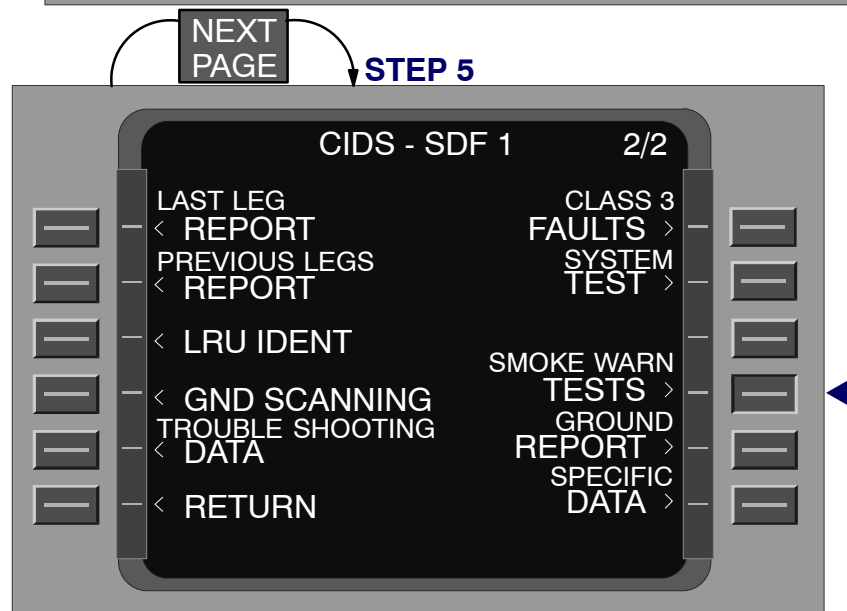 NEXT
PAGE
STEP 5
CIDS - SDF 1 2/2
LAST LEG
< REPORT
PREVIOUS LEGS
< REPORT
< LRU IDENT
< GND SCANNING
TROUBLE SHOOTING
< DATA
< RETURN
CLASS 3
FAULTS >
SYSTEM
TEST >
SMOKE WARN
TESTS >
GROUND
REPORT >
SPECIFIC
DATA >